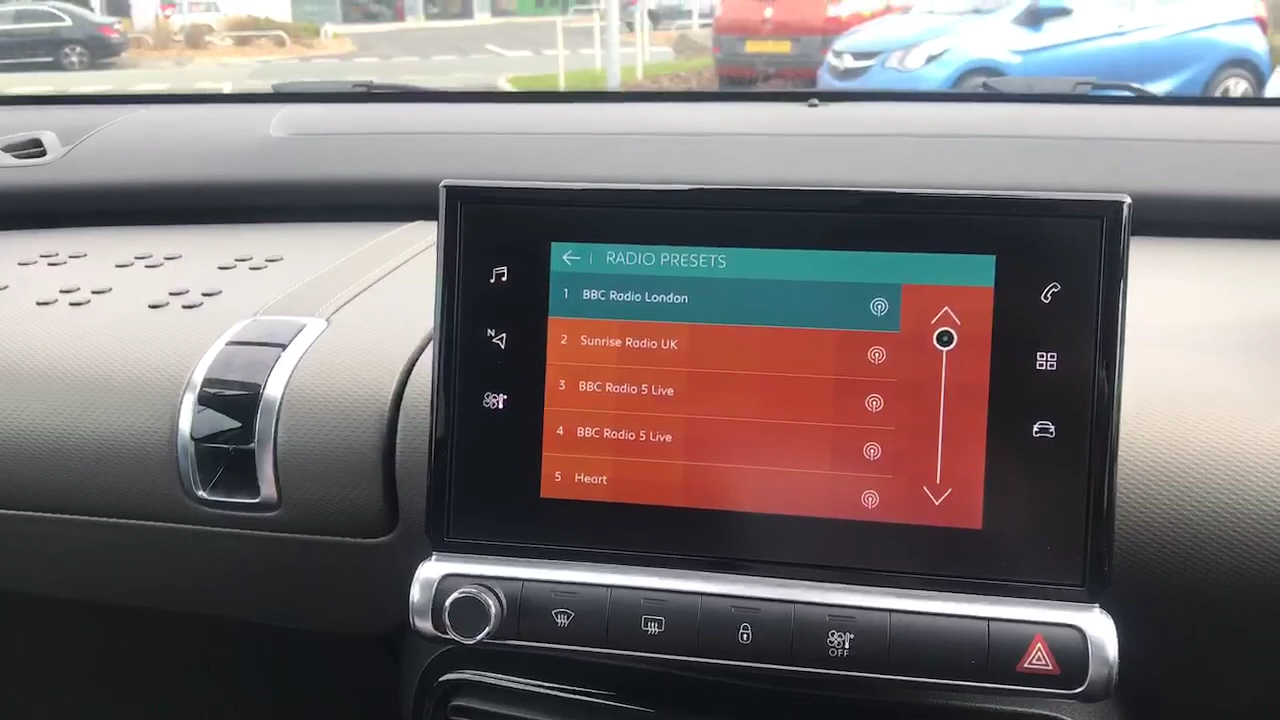 RADIO PRESETS
1 BBC Radio London
N
2 Sunrise Radio UK
3 BBC Radio 5 Live
4 BBC Radio 5 Live
5 Heart
OFF